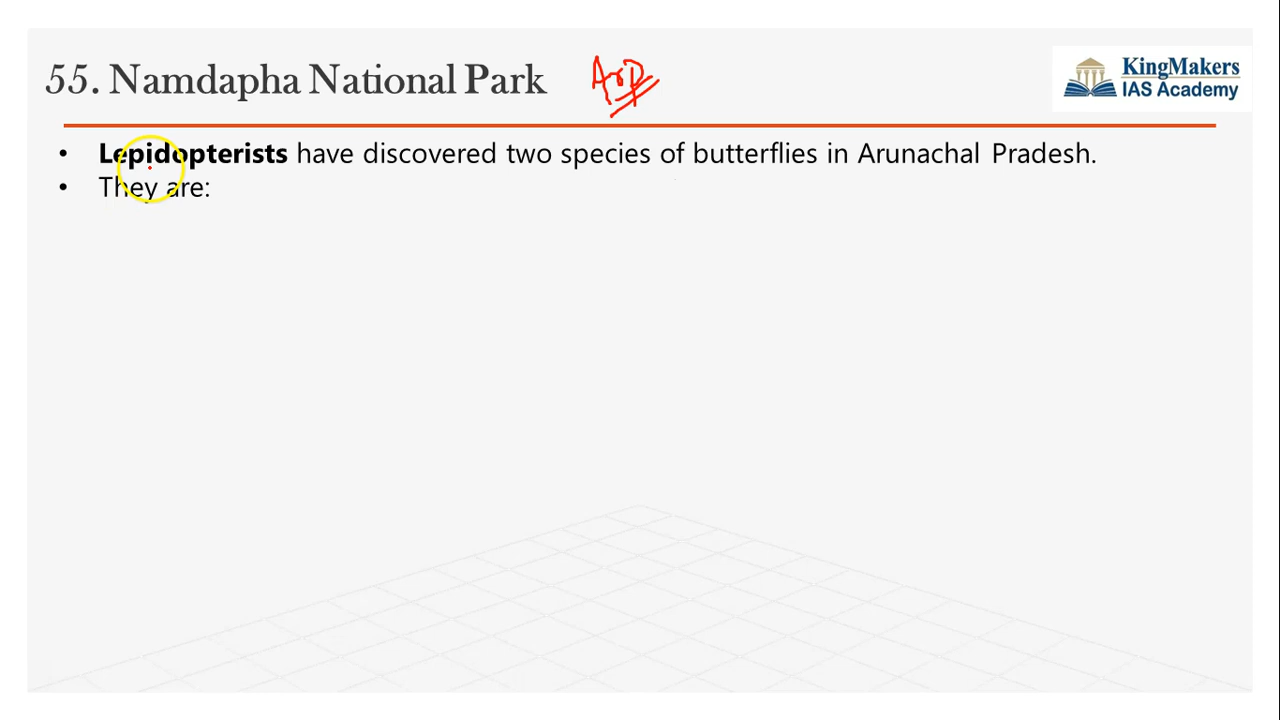 55. Namdapha National Park
ArP
KingMakers
IAS Academy
• Lepidopterists have discovered two species of butterflies in Arunachal Pradesh.
• They are: